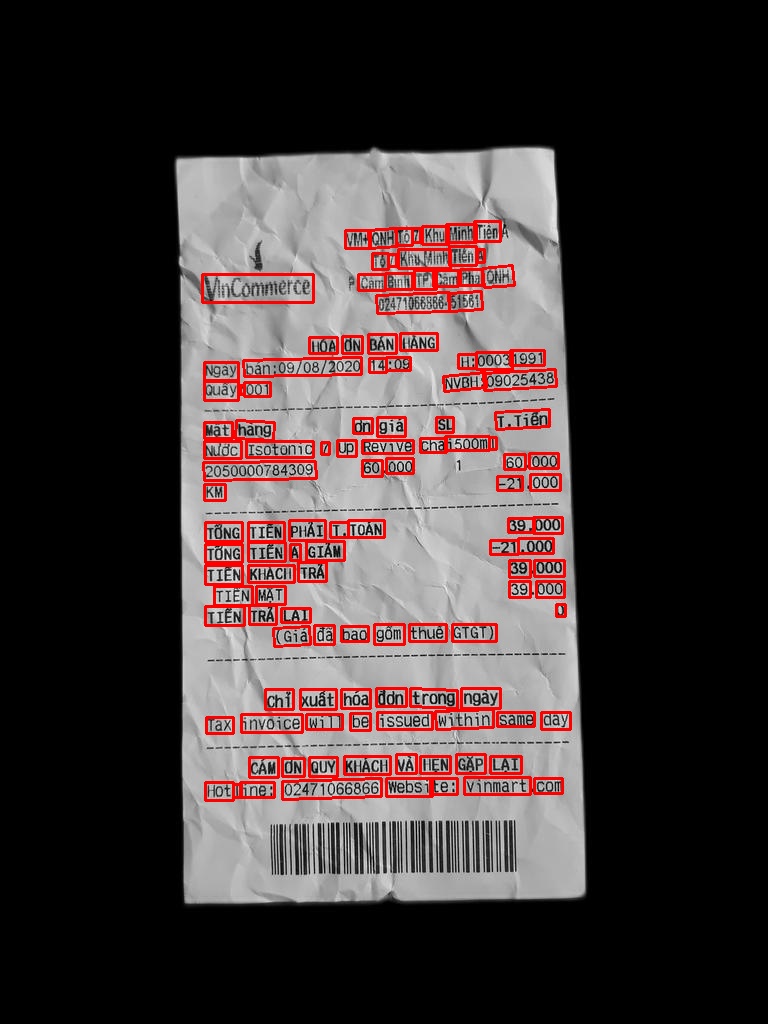 VinCommerce
VM+ QNH Tổ 7 Khu Minh Tiến A
Tổ 7 Khu Minh Tiến A
P. Cẩm Bình TP. Cẩm Phả QNH
02471066866-51561
HÓA ĐƠN BÁN HÀNG
Ngày bán:09/08/2020 14:09 H:00031991
Quầy:001 NVBH:09025438
Mặt hàng Đơn giá SL T.Tiền
Nước Isotonic 7 Up Revive chai500ml
2050000784309 60.000 1 60.000
KM -21.000
TỔNG TIỀN PHẢI T.TOÁN 39.000
TỔNG TIỀN ĐÃ GIẢM -21.000
TIỀN KHÁCH TRẢ 39.000
TIỀN MẶT 39.000
TIỀN TRẢ LẠI 0
(Giá đã bao gồm thuế GTGT)
Chỉ xuất hóa đơn trong ngày
Tax invoice will be issued within same day
CẢM ƠN QUÝ KHÁCH VÀ HẸN GẶP LẠI
Hotline: 02471066866 Website: Vinmart.com